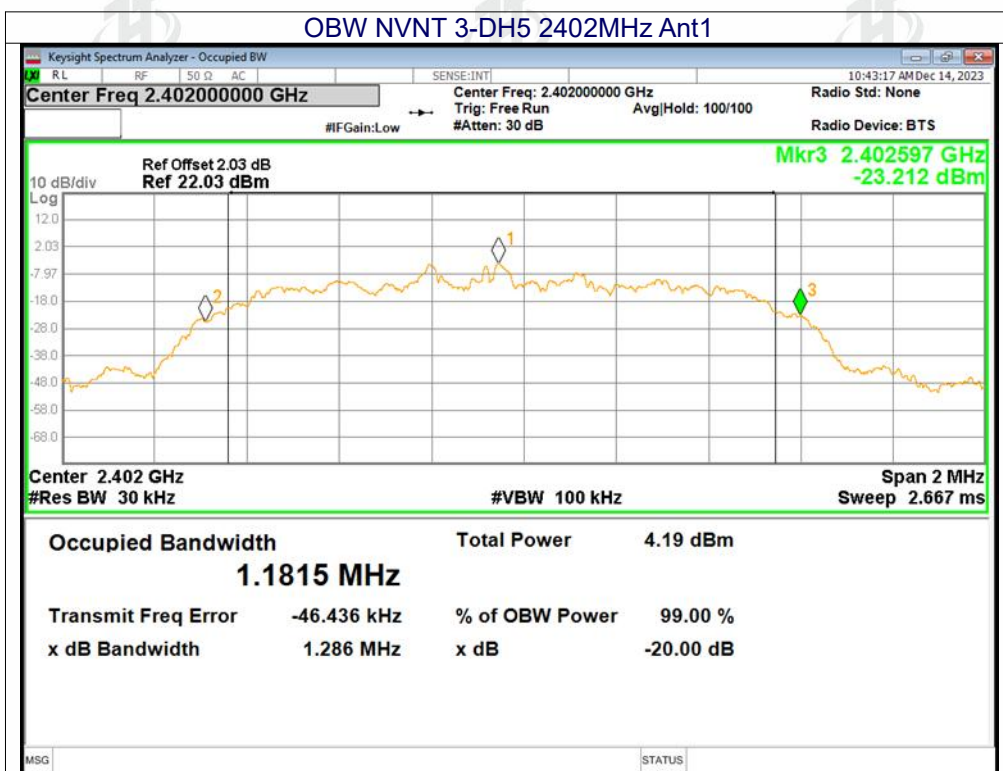 OBW NVNT 3-DH5 2402MHz Ant1
Keysight Spectrum Analyzer - Occupied BW
LXI RL RF 50 Ω AC SENSE:INT 10:43:17 AM Dec 14, 2023
Center Freq 2.402000000 GHz Center Freq: 2.402000000 GHz Radio Std: None
Trig: Free Run Avg|Hold: 100/100
#IFGain:Low #Atten: 30 dB Radio Device: BTS
Mkr3 2.402597 GHz
Ref Offset 2.03 dB
10 dB/div Ref 22.03 dBm -23.212 dBm
Log
12.0
2.03
-7.97
-18.0
-28.0
-38.0
-48.0
-58.0
-68.0
1
2
3
Center 2.402 GHz Span 2 MHz
#Res BW 30 kHz #VBW 100 kHz Sweep 2.667 ms
Occupied Bandwidth Total Power 4.19 dBm
1.1815 MHz
Transmit Freq Error -46.436 kHz % of OBW Power 99.00 %
x dB Bandwidth 1.286 MHz x dB -20.00 dB
MSG STATUS